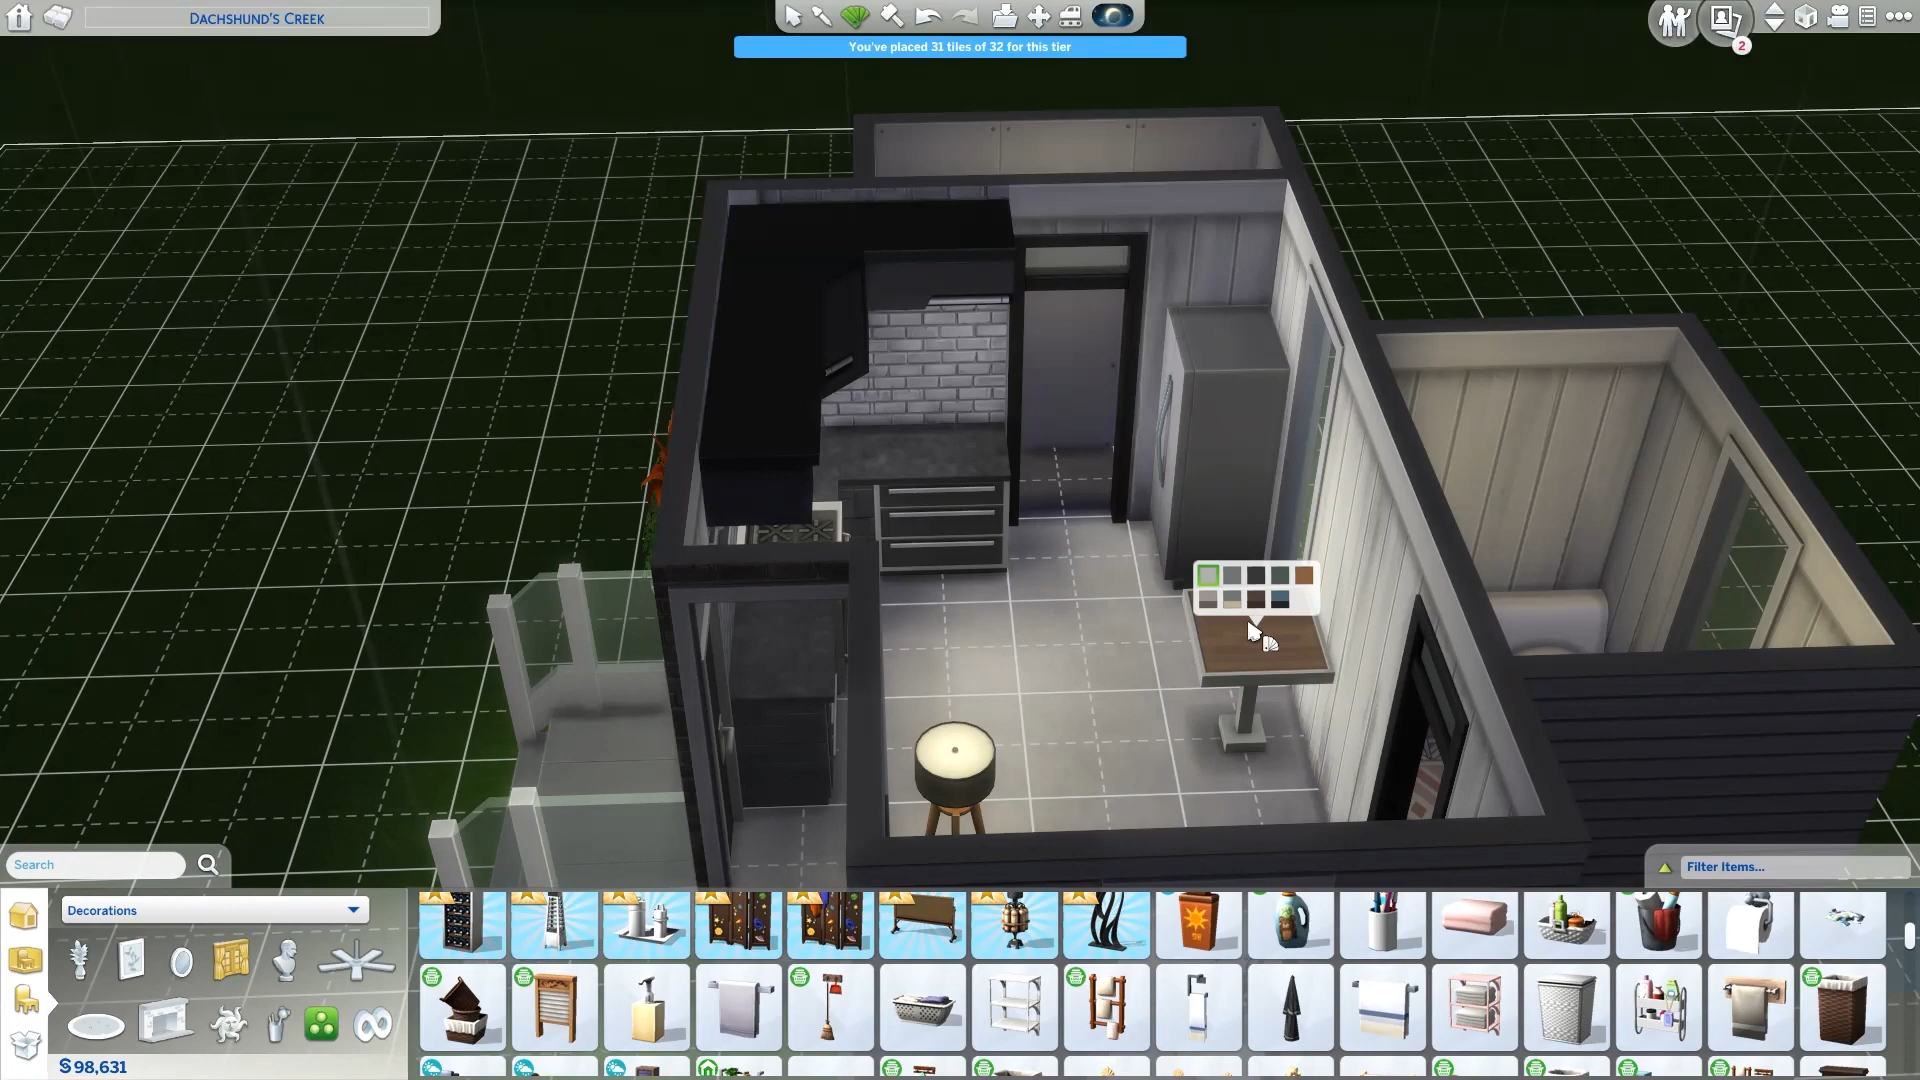 Dachshund's Creek
You've placed 31 tiles of 32 for this tier
2
Search
Filter Items...
Decorations
§98,631